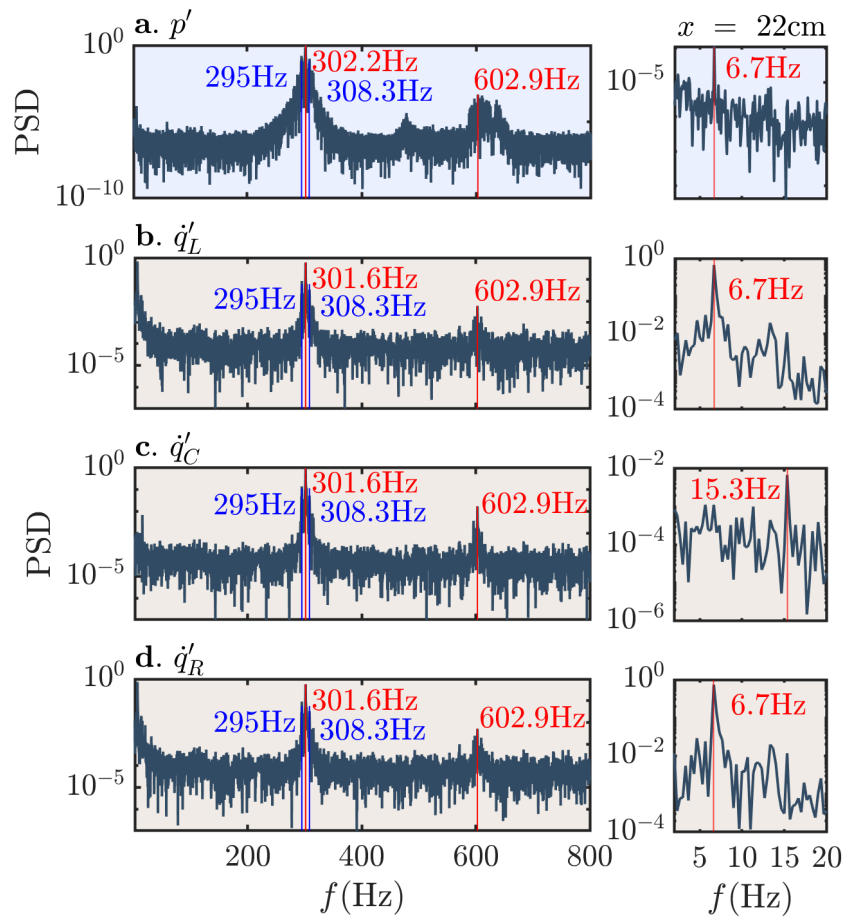 a. p′ x = 22cm
10^0
295Hz 302.2Hz
308.3Hz 602.9Hz
PSD
10^-10
10^-5
6.7Hz
b. q̇′_L
10^0
295Hz 301.6Hz
308.3Hz 602.9Hz
10^-5
10^0
6.7Hz
10^-2
10^-4
c. q̇′_C
10^0
295Hz 301.6Hz
308.3Hz 602.9Hz
PSD
10^-5
10^-2
15.3Hz
10^-4
10^-6
d. q̇′_R
10^0
295Hz 301.6Hz
308.3Hz 602.9Hz
10^-5
10^0
6.7Hz
10^-2
10^-4
200 400 600 800
f(Hz)
5 10 15 20
f(Hz)